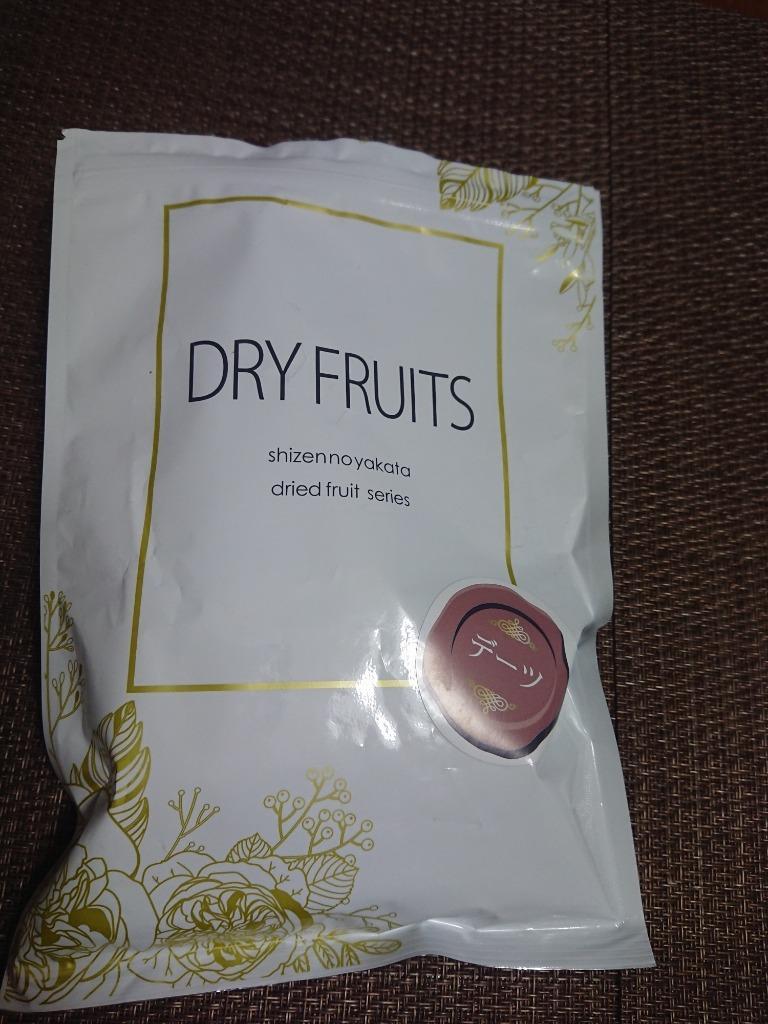 DRY FRUITS
shizennoyakata
dried fruit series
デーツ